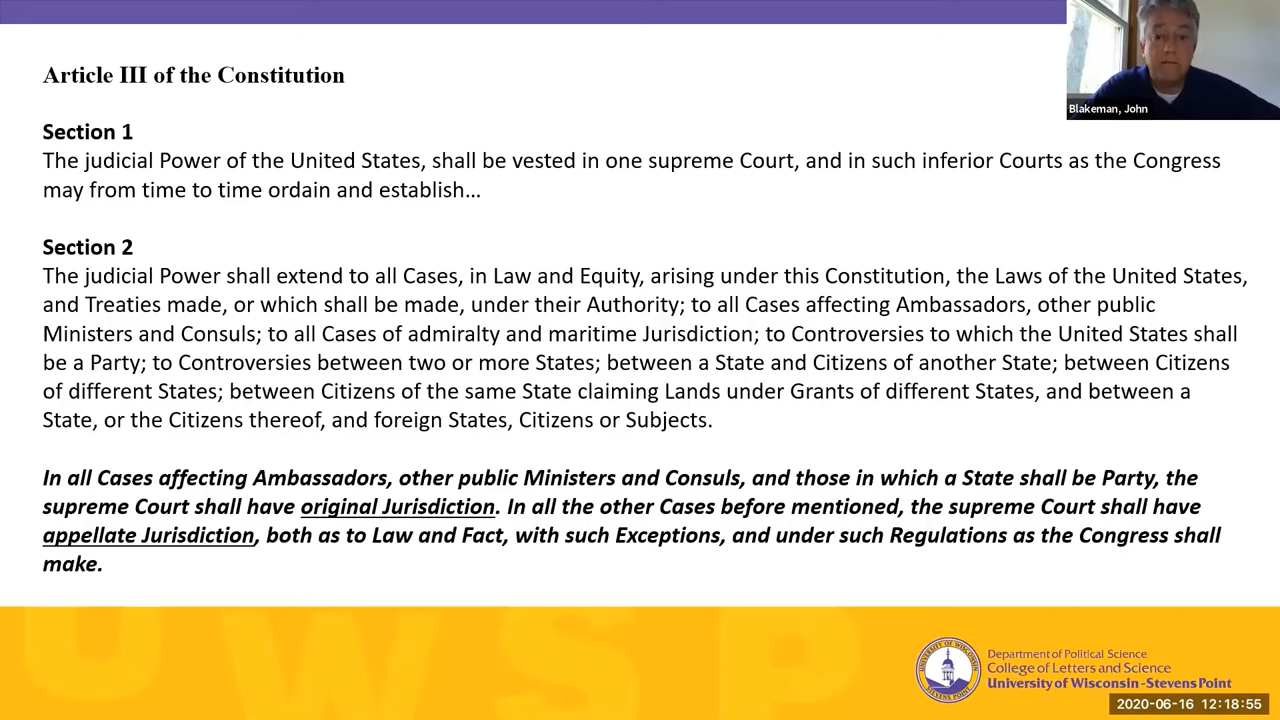 Article III of the Constitution
Blakeman, John
Section 1
The judicial Power of the United States, shall be vested in one supreme Court, and in such inferior Courts as the Congress
may from time to time ordain and establish…
Section 2
The judicial Power shall extend to all Cases, in Law and Equity, arising under this Constitution, the Laws of the United States,
and Treaties made, or which shall be made, under their Authority; to all Cases affecting Ambassadors, other public
Ministers and Consuls; to all Cases of admiralty and maritime Jurisdiction; to Controversies to which the United States shall
be a Party; to Controversies between two or more States; between a State and Citizens of another State; between Citizens
of different States; between Citizens of the same State claiming Lands under Grants of different States, and between a
State, or the Citizens thereof, and foreign States, Citizens or Subjects.
In all Cases affecting Ambassadors, other public Ministers and Consuls, and those in which a State shall be Party, the
supreme Court shall have original Jurisdiction. In all the other Cases before mentioned, the supreme Court shall have
appellate Jurisdiction, both as to Law and Fact, with such Exceptions, and under such Regulations as the Congress shall
make.
UWSP
UNIVERSITY OF WISCONSIN
STEVENS POINT
Department of Political Science
College of Letters and Science
University of Wisconsin-Stevens Point
2020-06-16 12:18:55